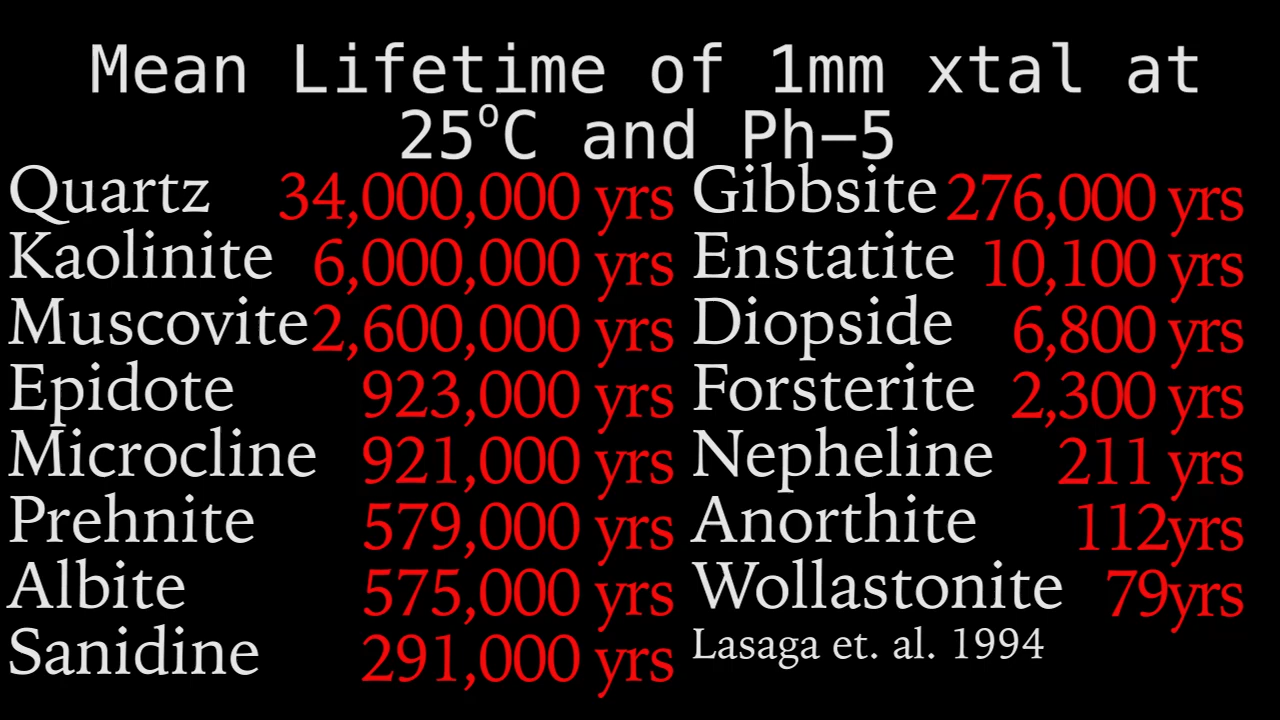 Mean Lifetime of 1mm xtal at
25°C and Ph-5
Quartz 34,000,000 yrs
Kaolinite 6,000,000 yrs
Muscovite 2,600,000 yrs
Epidote 923,000 yrs
Microcline 921,000 yrs
Prehnite 579,000 yrs
Albite 575,000 yrs
Sanidine 291,000 yrs
Gibbsite 276,000 yrs
Enstatite 10,100 yrs
Diopside 6,800 yrs
Forsterite 2,300 yrs
Nepheline 211 yrs
Anorthite 112yrs
Wollastonite 79yrs
Lasaga et. al. 1994